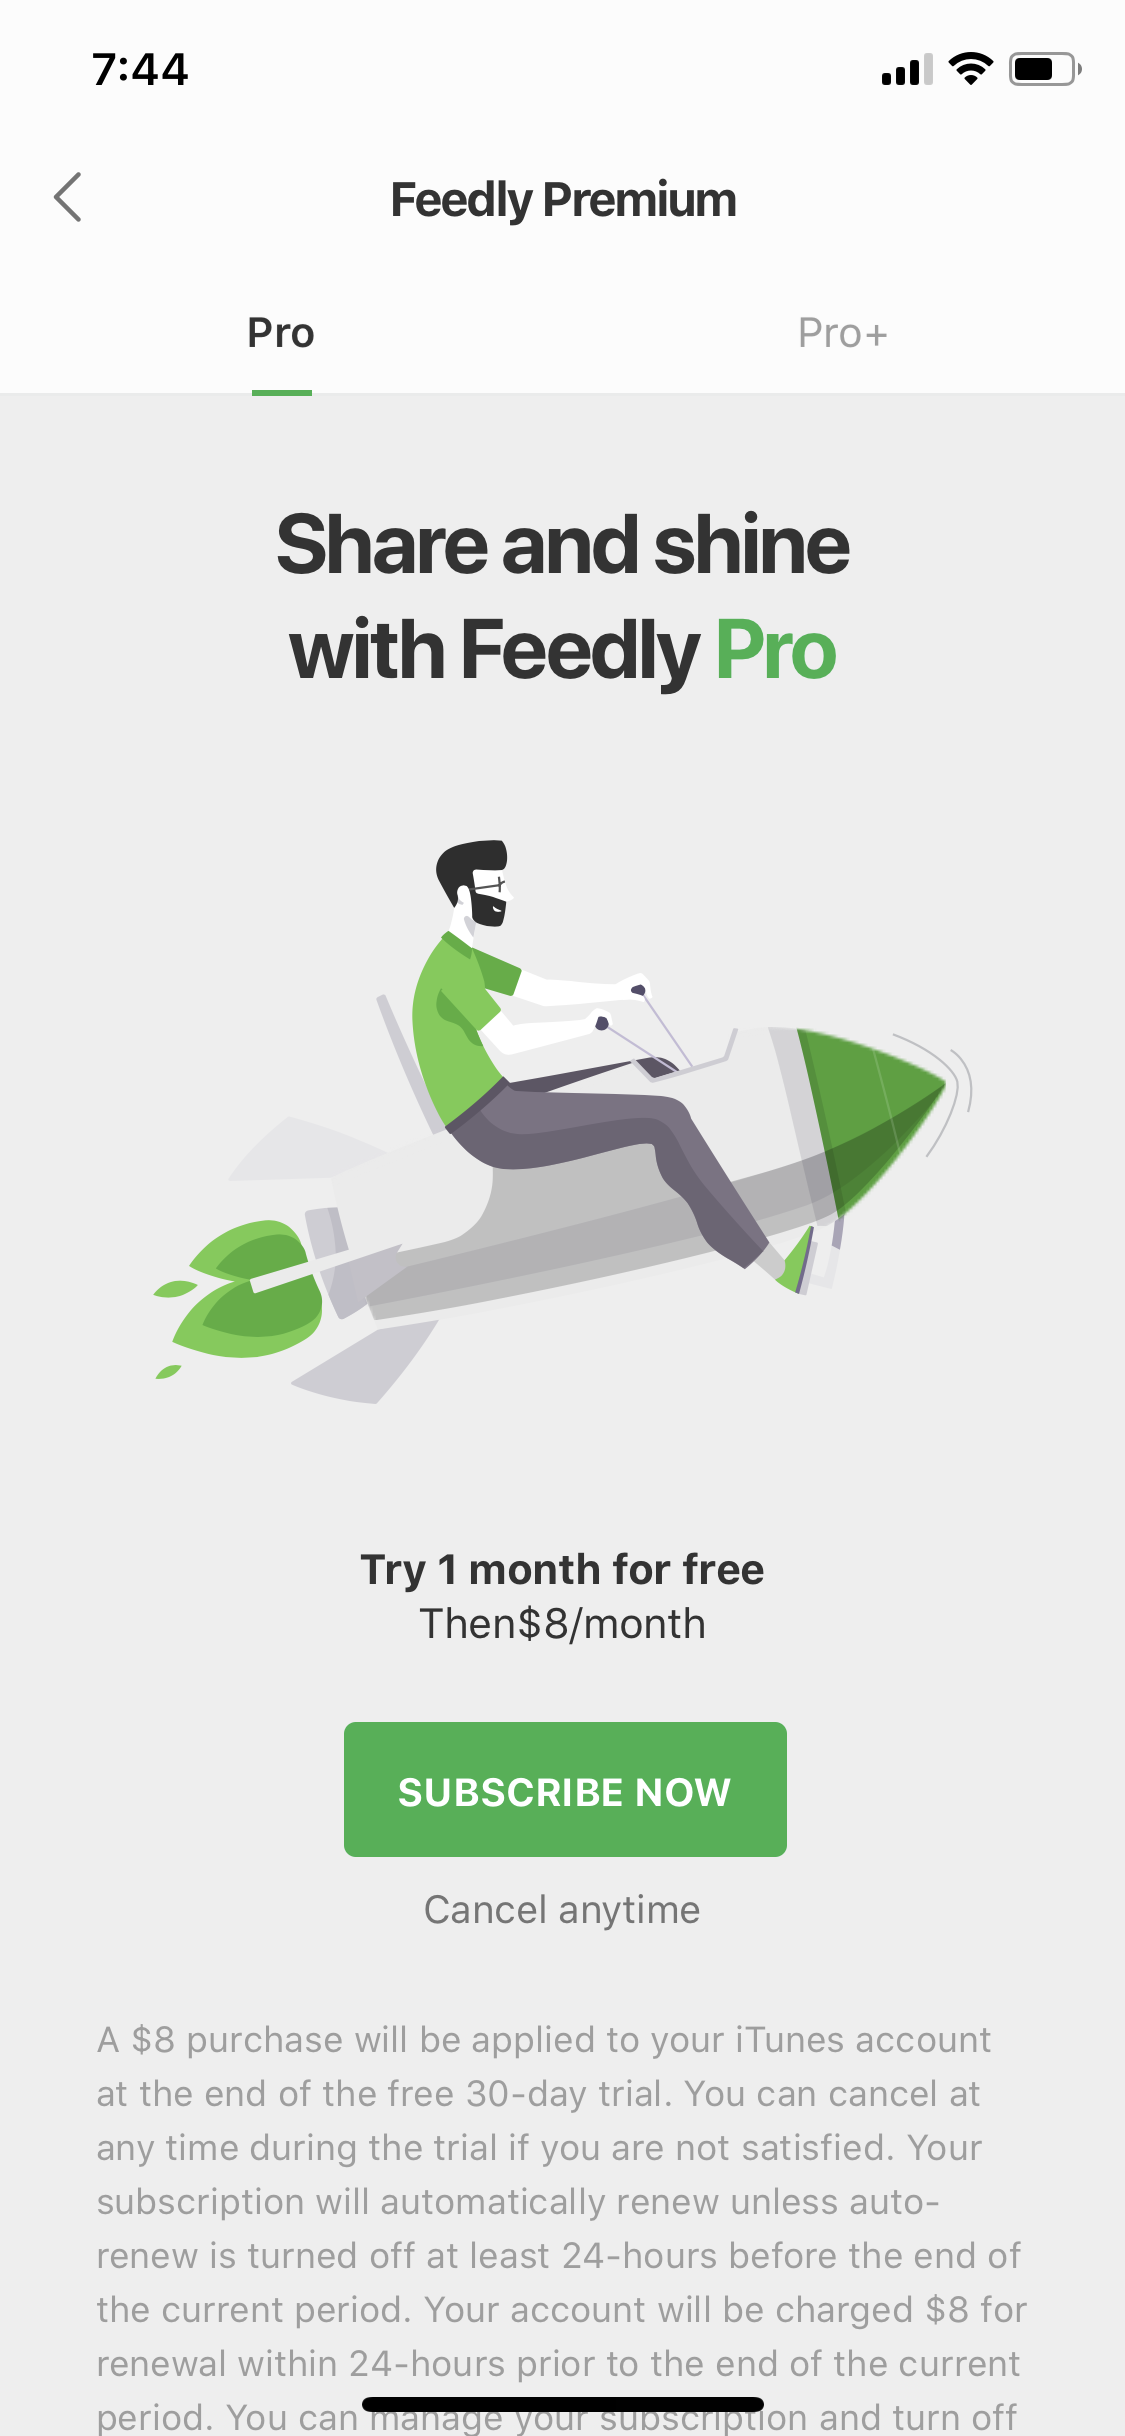 7:44
Feedly Premium
Pro
Pro+
Share and shine
with Feedly Pro
Try 1 month for free
Then$8/month
SUBSCRIBE NOW
Cancel anytime
A $8 purchase will be applied to your iTunes account
at the end of the free 30-day trial. You can cancel at
any time during the trial if you are not satisfied. Your
subscription will automatically renew unless auto-
renew is turned off at least 24-hours before the end of
the current period. Your account will be charged $8 for
renewal within 24-hours prior to the end of the current
period. You can manage your subscription and turn off